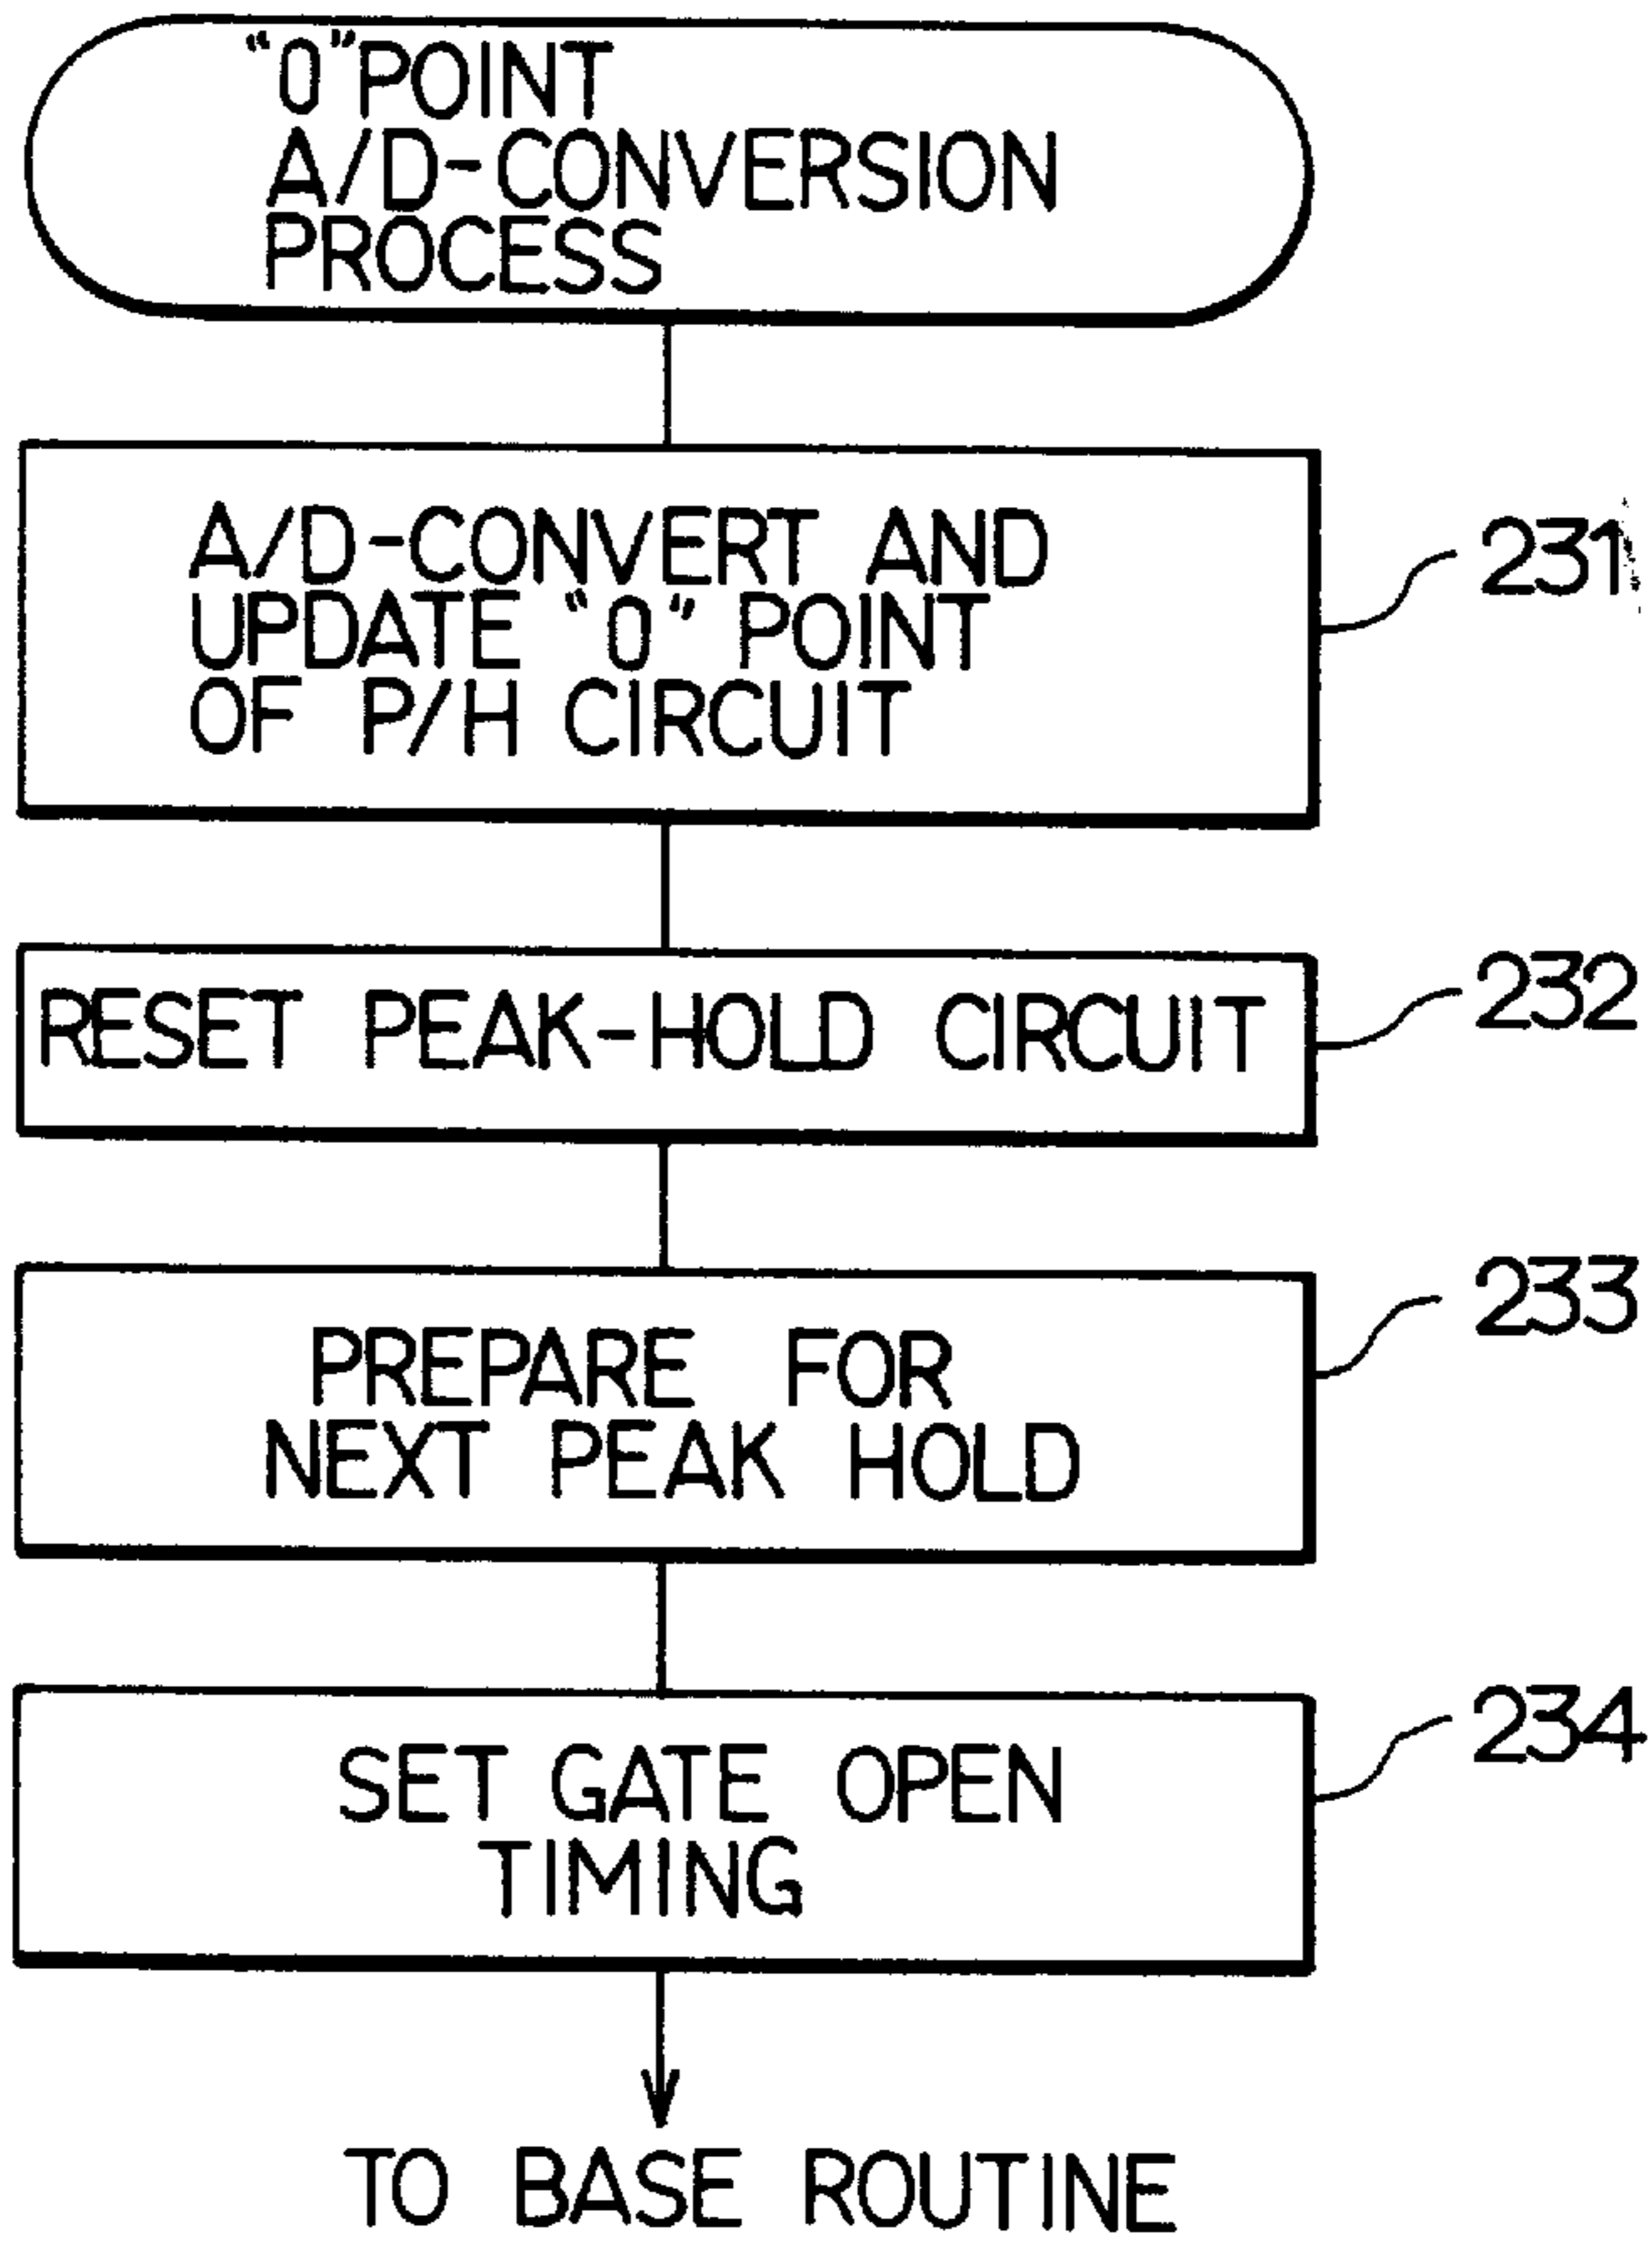 "0" POINT
A/D-CONVERSION
PROCESS
A/D-CONVERT AND
UPDATE "0" POINT
OF P/H CIRCUIT
231
RESET PEAK-HOLD CIRCUIT
232
PREPARE FOR
NEXT PEAK HOLD
233
SET GATE OPEN
TIMING
234
TO BASE ROUTINE